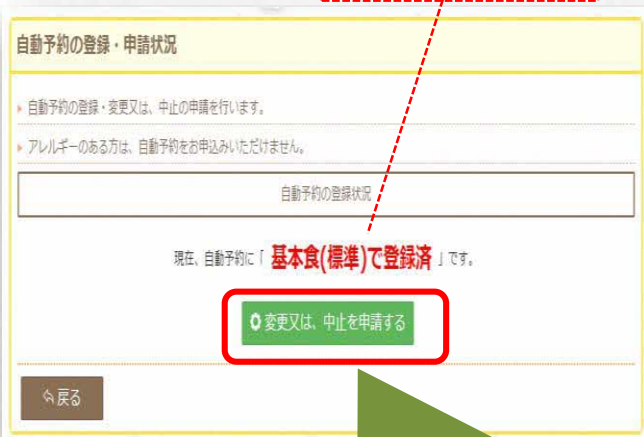 自動予約の登録・申請状況
自動予約の登録・変更又は、中止の申請を行います。
アレルギーのある方は、自動予約をお申込みいただけません。
自動予約の登録状況
現在、自動予約に「 基本食(標準)で登録済 」です。
変更又は、中止を申請する
戻る